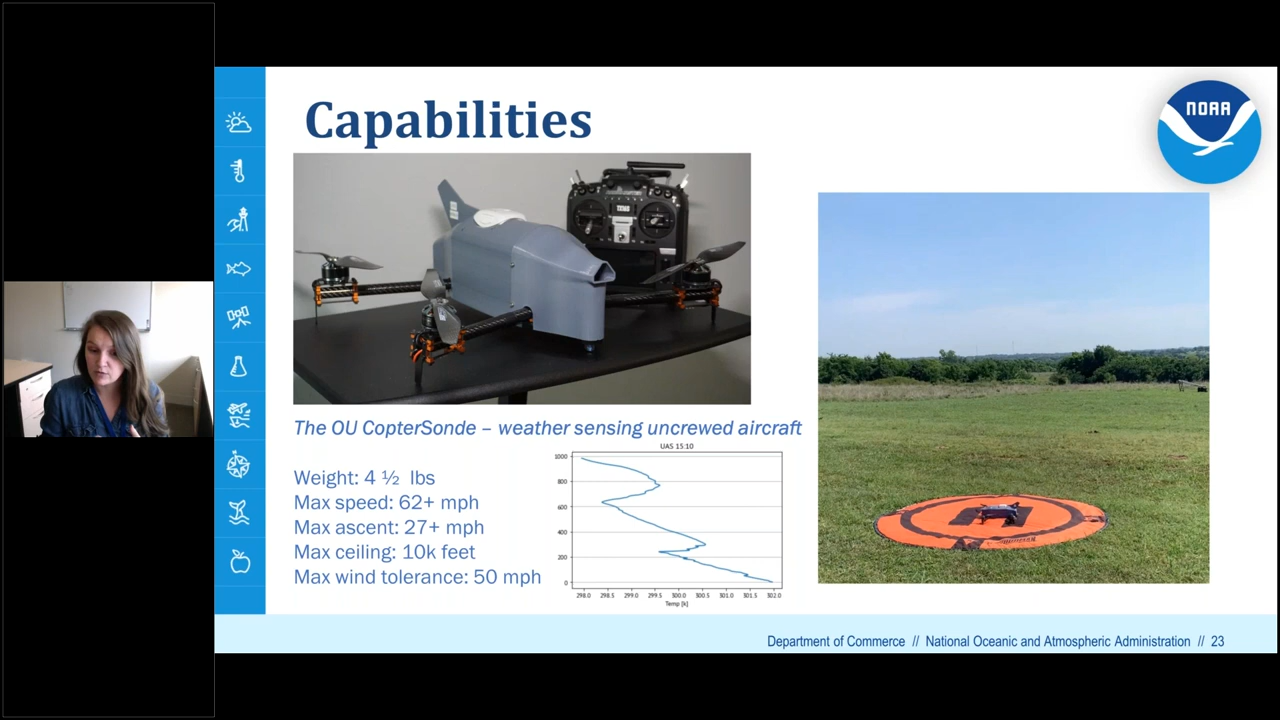 Capabilities
NOAA
The OU CopterSonde – weather sensing uncrewed aircraft
Weight: 4 ½ lbs
Max speed: 62+ mph
Max ascent: 27+ mph
Max ceiling: 10k feet
Max wind tolerance: 50 mph
UAS 15:10
1000
800
600
400
200
0
298.0 298.5 299.0 299.5 300.0 300.5 301.0 301.5 302.0
Temp [k]
H
Department of Commerce // National Oceanic and Atmospheric Administration // 23